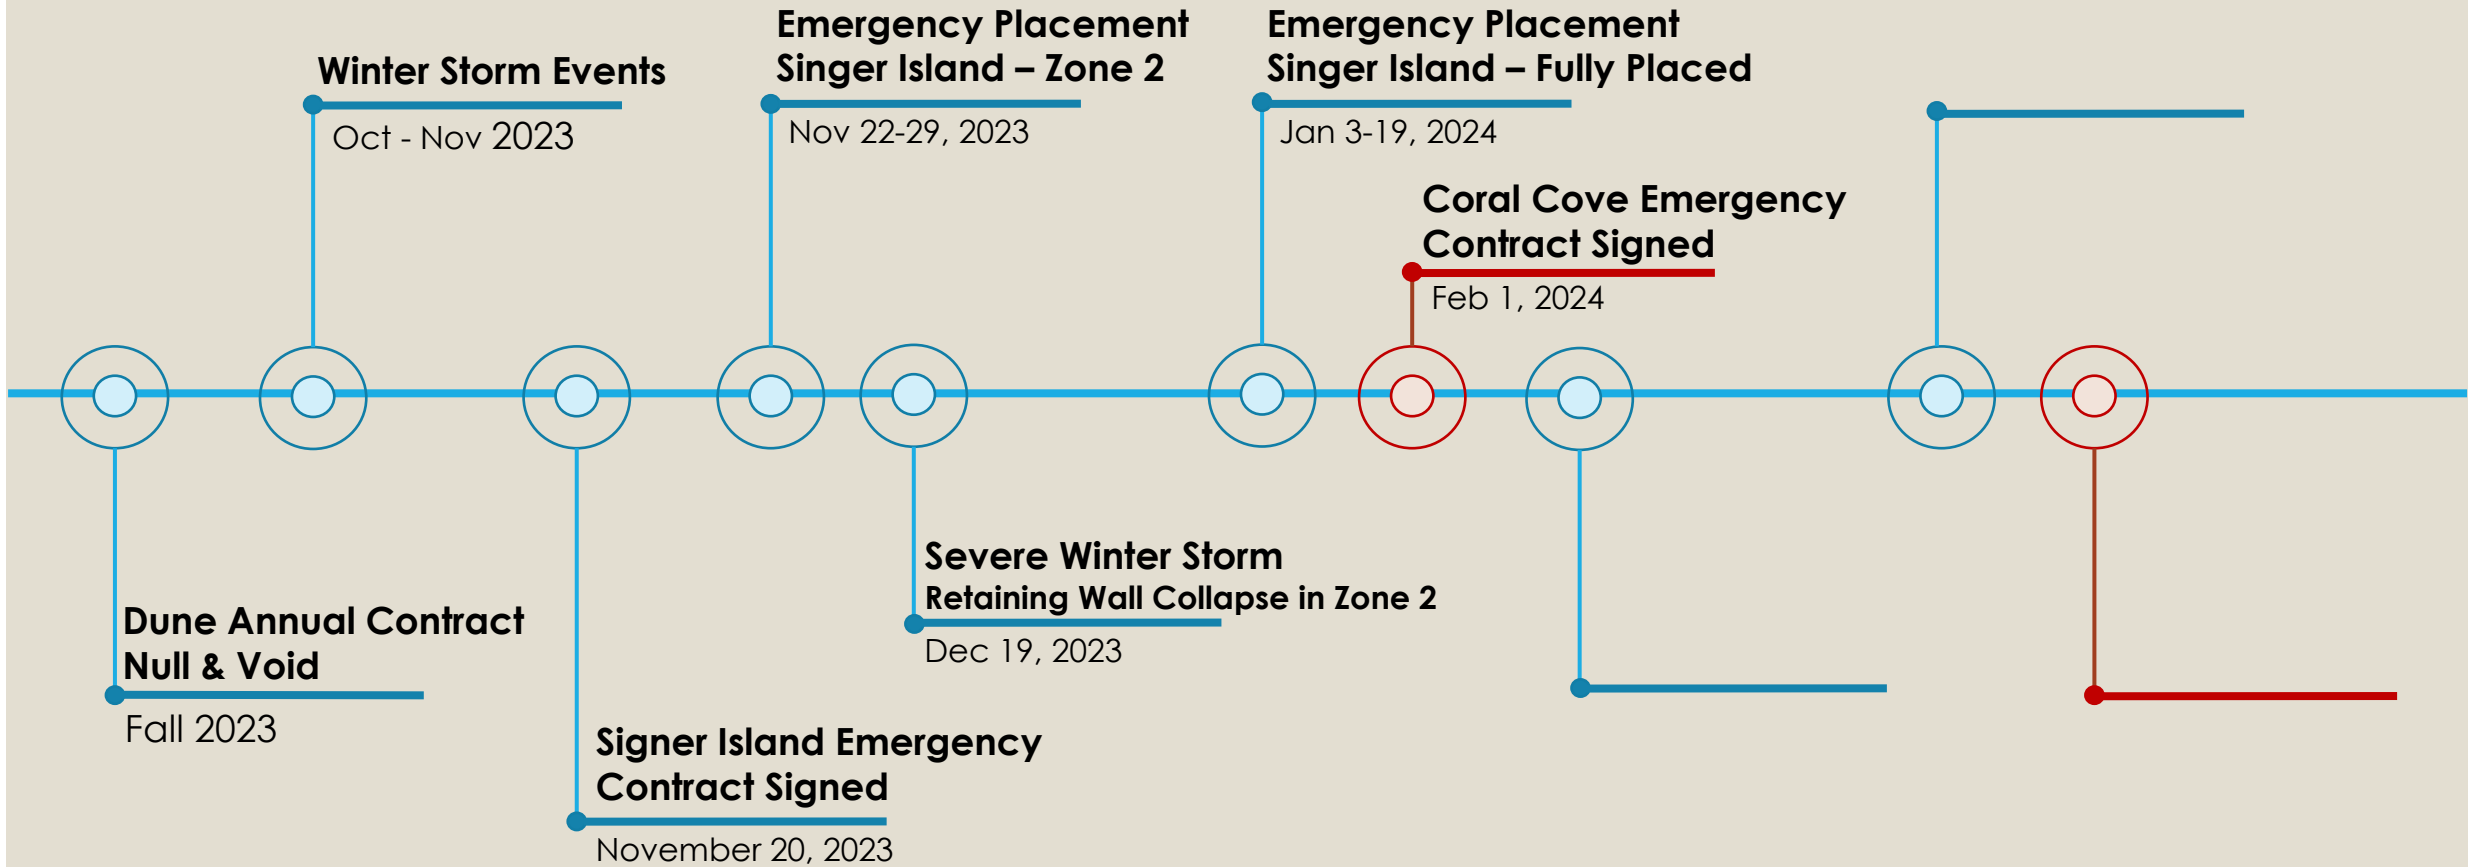 Winter Storm Events
Oct - Nov 2023
Emergency Placement
Singer Island – Zone 2
Nov 22-29, 2023
Emergency Placement
Singer Island – Fully Placed
Jan 3-19, 2024
Coral Cove Emergency
Contract Signed
Feb 1, 2024
Dune Annual Contract
Null & Void
Fall 2023
Signer Island Emergency
Contract Signed
November 20, 2023
Severe Winter Storm
Retaining Wall Collapse in Zone 2
Dec 19, 2023